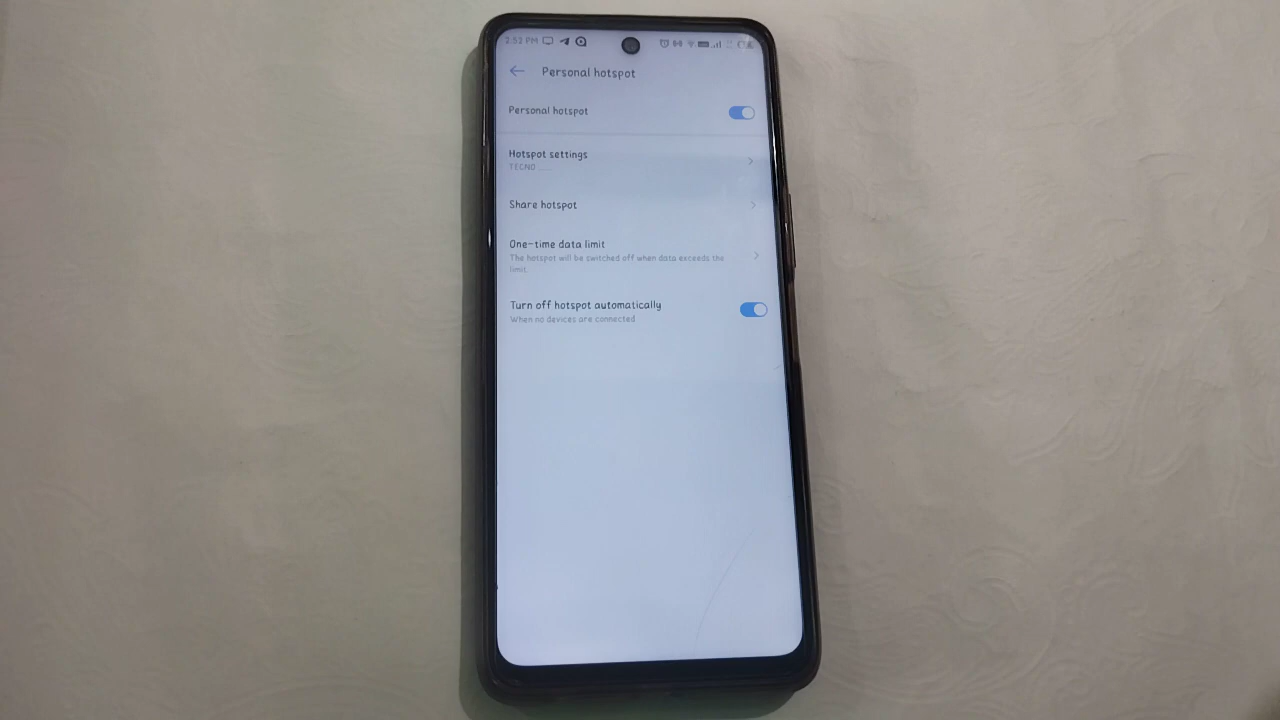 2:52 PM
Personal hotspot
Personal hotspot
Hotspot settings
TECNO
Share hotspot
One-time data limit
The hotspot will be switched off when data exceeds the
limit.
Turn off hotspot automatically
When no devices are connected